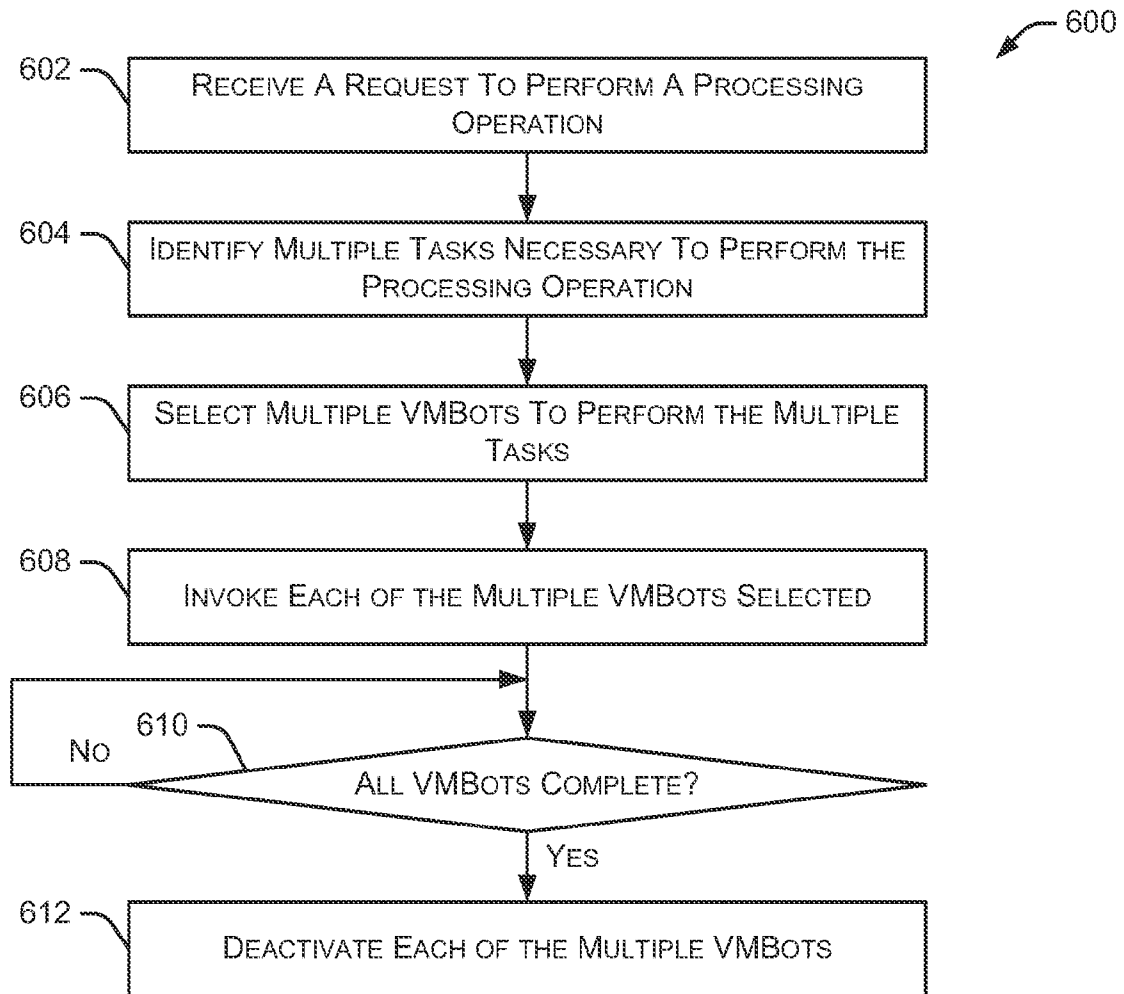 600
602
RECEIVE A REQUEST TO PERFORM A PROCESSING
OPERATION
604
IDENTIFY MULTIPLE TASKS NECESSARY TO PERFORM THE
PROCESSING OPERATION
606
SELECT MULTIPLE VMBOTS TO PERFORM THE MULTIPLE
TASKS
608
INVOKE EACH OF THE MULTIPLE VMBOTS SELECTED
610
NO
ALL VMBOTS COMPLETE?
YES
612
DEACTIVATE EACH OF THE MULTIPLE VMBOTS